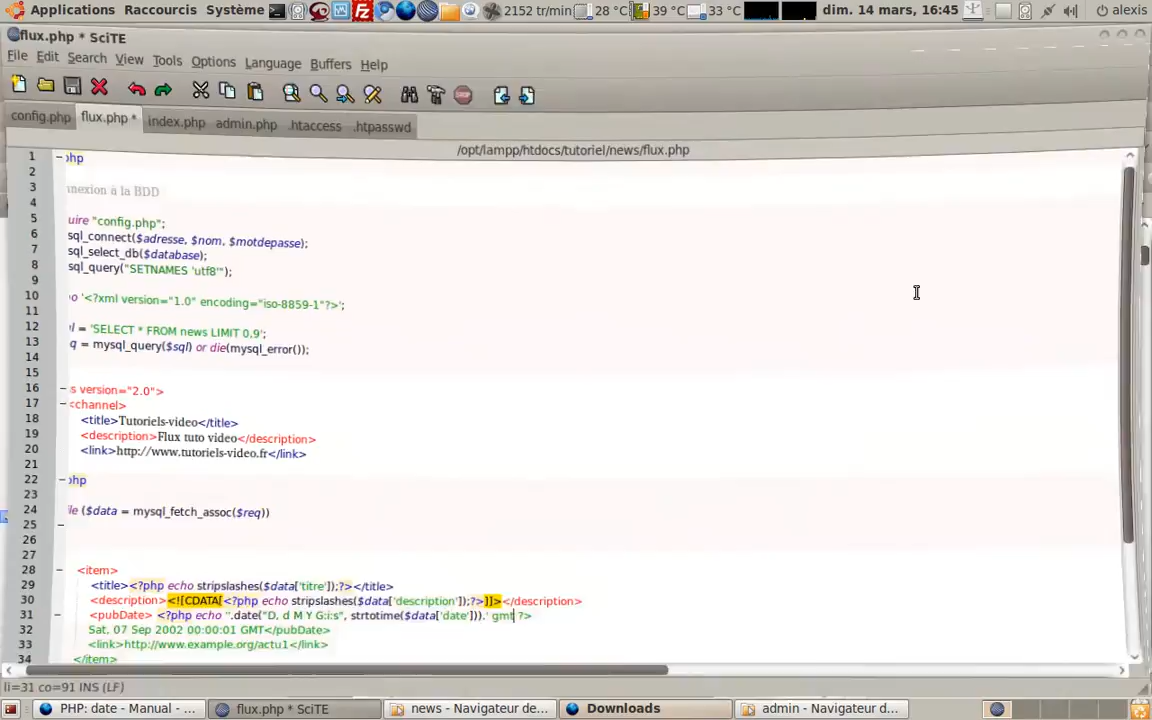 Applications Raccourcis Système 2152 tr/min 28 °C 39 °C 33 °C dim. 14 mars, 16:45 alexis
flux.php * SciTE
File Edit Search View Tools Options Language Buffers Help
config.php flux.php * index.php admin.php .htaccess .htpasswd
/opt/lampp/htdocs/tutoriel/news/flux.php
1 php
2
3 nnexion à la BDD
4
5 uire "config.php";
6 sql_connect($adresse, $nom, $motdepasse);
7 sql_select_db($database);
8 sql_query("SETNAMES 'utf8'");
9
10 o '<?xml version="1.0" encoding="iso-8859-1"?>';
11
12 l = 'SELECT * FROM news LIMIT 0,9';
13 q = mysql_query($sql) or die(mysql_error());
14
15
16 s version="2.0">
17 <channel>
18 <title>Tutoriels-video</title>
19 <description>Flux tuto video</description>
20 <link>http://www.tutoriels-video.fr</link>
21
22 php
23
24 ile ($data = mysql_fetch_assoc($req))
25
26
27
28 <item>
29 <title><?php echo stripslashes($data['titre']);?></title>
30 <description><![CDATA[<?php echo stripslashes($data['description']);?>]]></description>
31 <pubDate> <?php echo ''.date("D, d M Y G:i:s", strtotime($data['date'])).' gmt ?>
32 Sat, 07 Sep 2002 00:00:01 GMT</pubDate>
33 <link>http://www.example.org/actu1</link>
34 </item>
li=31 co=91 INS (LF)
PHP: date - Manual - ... flux.php * SciTE news - Navigateur de... Downloads admin - Navigateur d...